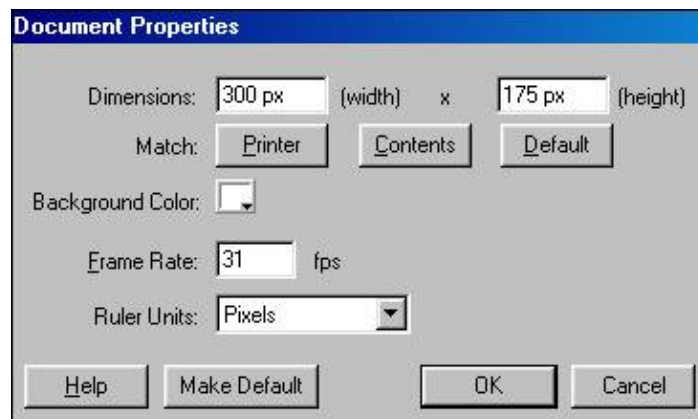 Document Properties
Dimensions: 300 px (width) x 175 px (height)
Match: Printer Contents Default
Background Color:
Frame Rate: 31 fps
Ruler Units: Pixels
Help Make Default OK Cancel